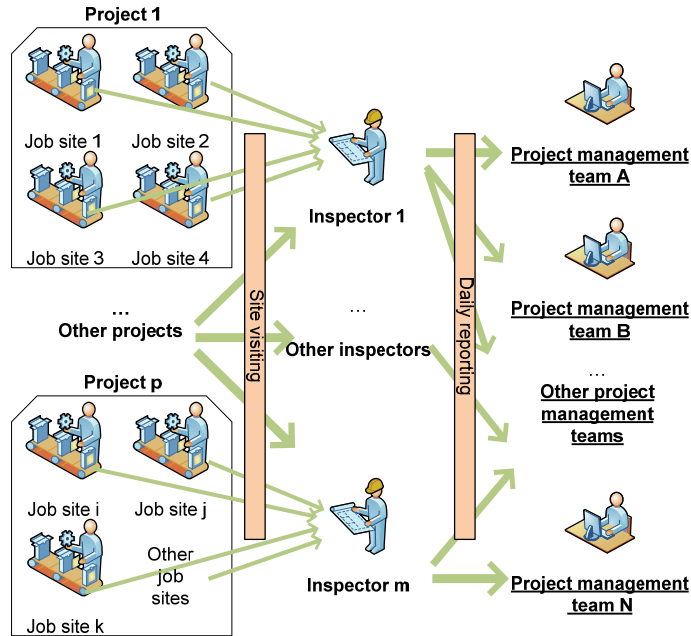 Project 1
Job site 1
Job site 2
Job site 3
Job site 4
...
Other projects
Project p
Job site i
Job site j
Job site k
Other
job
sites
Site visiting
Inspector 1
...
Other inspectors
Inspector m
Daily reporting
Project management
team A
Project management
team B
...
Other project
management
teams
Project management
team N